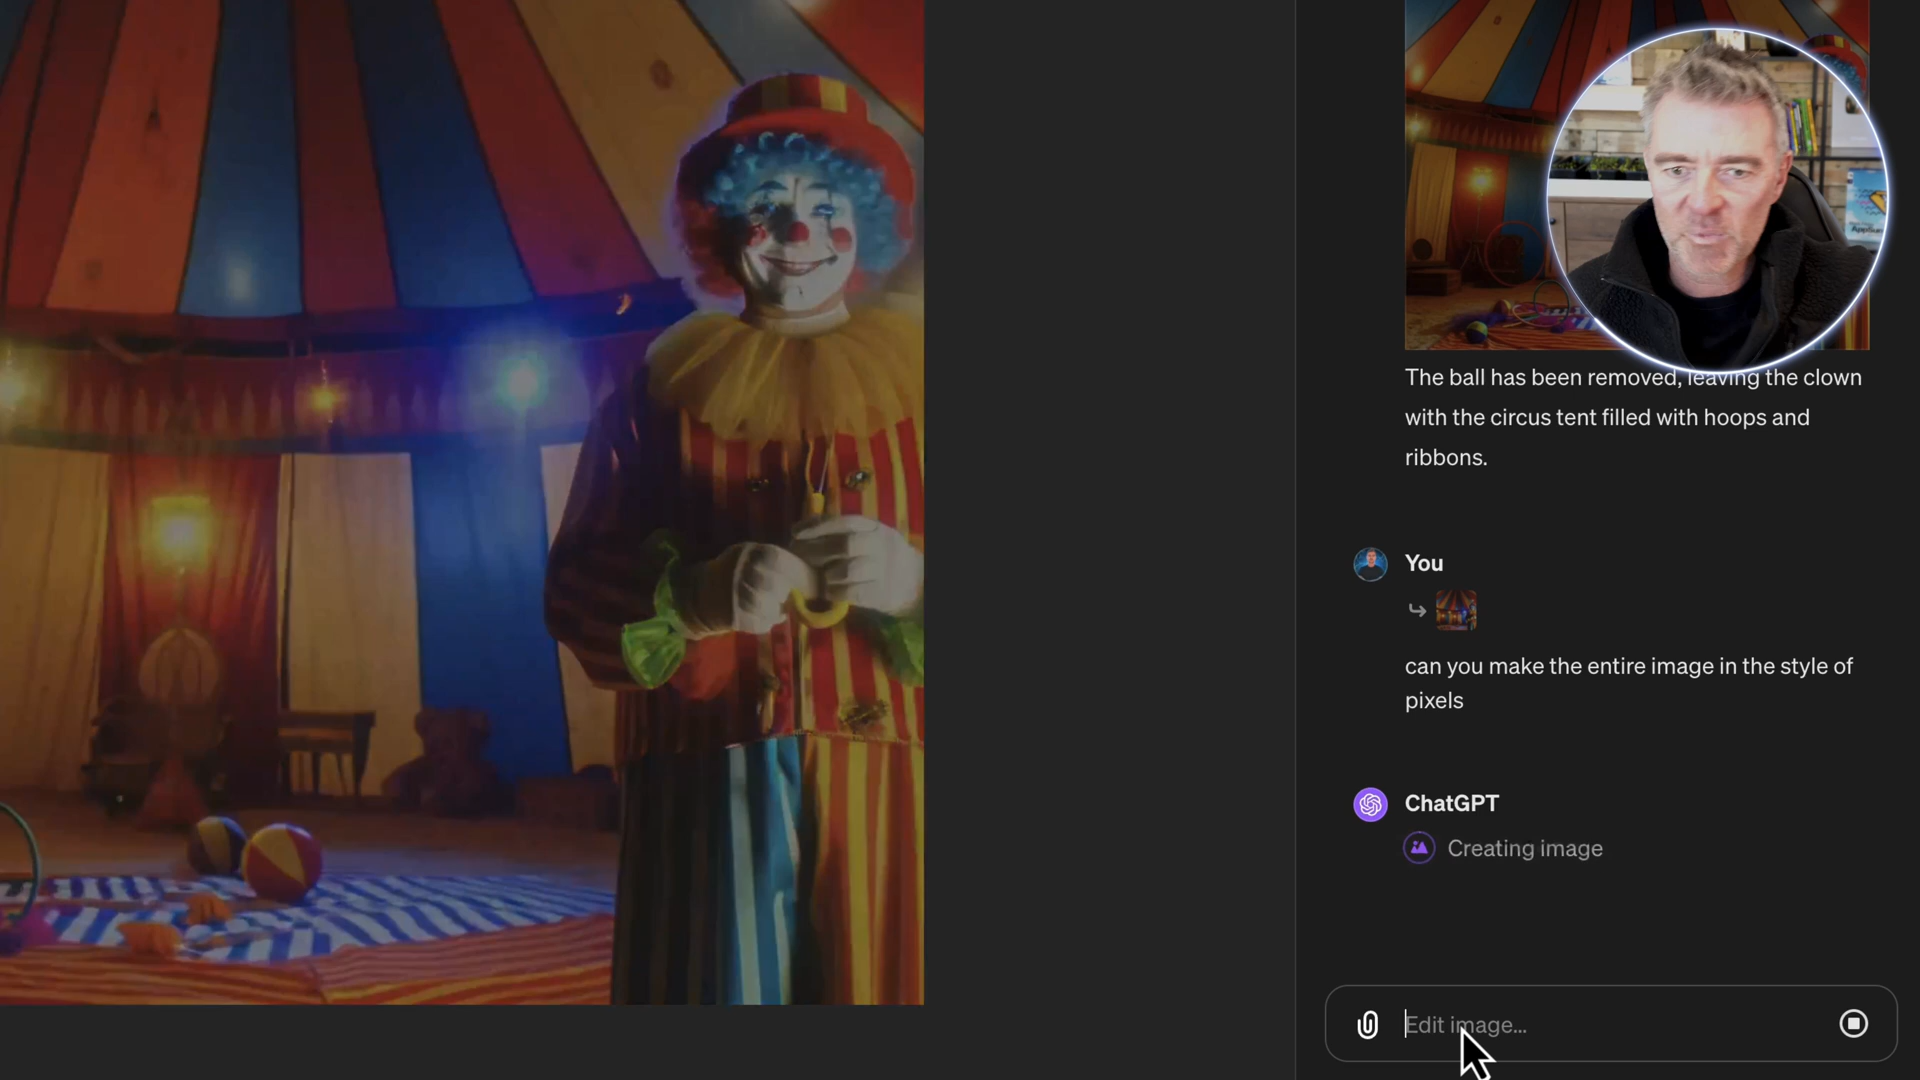 The ball has been removed, leaving the clown
with the circus tent filled with hoops and
ribbons.
You
can you make the entire image in the style of
pixels
ChatGPT
Creating image
Edit image...